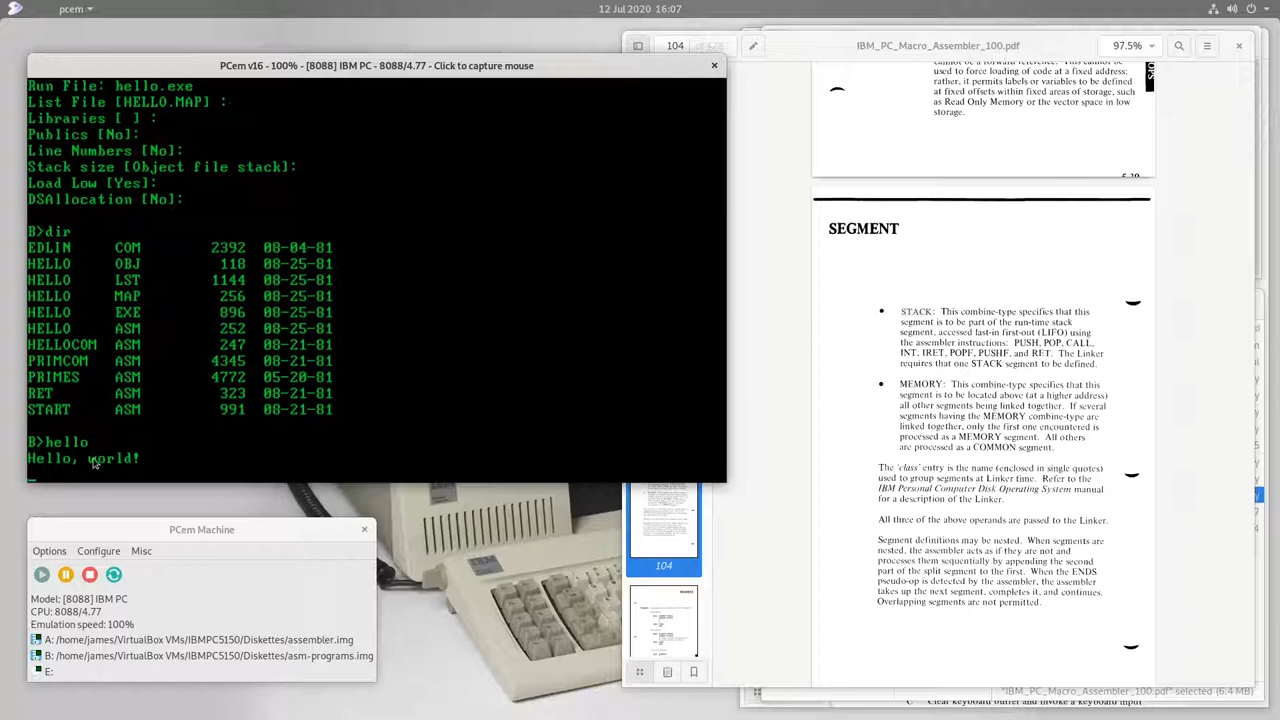 pcem
12 Jul 2020 16:07
PCem v16 - 100% - [8088] IBM PC - 8088/4.77 - Click to capture mouse
Run File: hello.exe
List File [HELLO.MAP] :
Libraries [ ] :
Publics [No]:
Line Numbers [No]:
Stack size [Object file stack]:
Load Low [Yes]:
DSAllocation [No]:
B>dir
EDLIN COM 2392 08-04-81
HELLO OBJ 118 08-25-81
HELLO LST 1144 08-25-81
HELLO MAP 256 08-25-81
HELLO EXE 896 08-25-81
HELLO ASM 252 08-25-81
HELLOCOM ASM 247 08-21-81
PRIMCOM ASM 4345 08-21-81
PRIMES ASM 4772 05-20-81
RET ASM 323 08-21-81
START ASM 991 08-21-81
B>hello
Hello, world!
PCem Machine
Options Configure Misc
Model: [8088] IBM PC
CPU: 8088/4.77
Emulation speed: 100%
A: /home/james/VirtualBox VMs/IBMPC5150/Diskettes/assembler.img
B: /home/james/VirtualBox VMs/IBMPC5150/Diskettes/asm-programs.img
E:
104
IBM_PC_Macro_Assembler_100.pdf
97.5%
used to force loading of code at a fixed address;
rather, it permits labels or variables to be defined
at fixed offsets within fixed areas of storage, such
as Read Only Memory or the vector space in low
storage.
SEGMENT
• STACK: This combine-type specifies that this
segment is to be part of the run-time stack
segment, accessed last-in first-out (LIFO) using
the assembler instructions: PUSH, POP, CALL,
INT, IRET, POPF, PUSHF, and RET. The Linker
requires that one STACK segment to be defined.
• MEMORY: This combine-type specifies that this
segment is to be located above (at a higher address)
all other segments being linked together. If several
segments having the MEMORY combine-type are
linked together, only the first one encountered is
processed as a MEMORY segment. All others
are processed as a COMMON segment.
The 'class' entry is the name (enclosed in single quotes)
used to group segments at Linker time. Refer to the
IBM Personal Computer Disk Operating System manual
for a description of the Linker.
All three of the above operands are passed to the Linker.
Segment definitions may be nested. When segments are
nested, the assembler acts as if they are not and
processes them sequentially by appending the second
part of the split segment to the first. When the ENDS
pseudo-op is detected by the assembler, the assembler
takes up the next segment, completes it, and continues.
Overlapping segments are not permitted.
104
"IBM_PC_Macro_Assembler_100.pdf" selected (6.4 MB)
C Clear keyboard buffer and invoke a keyboard input